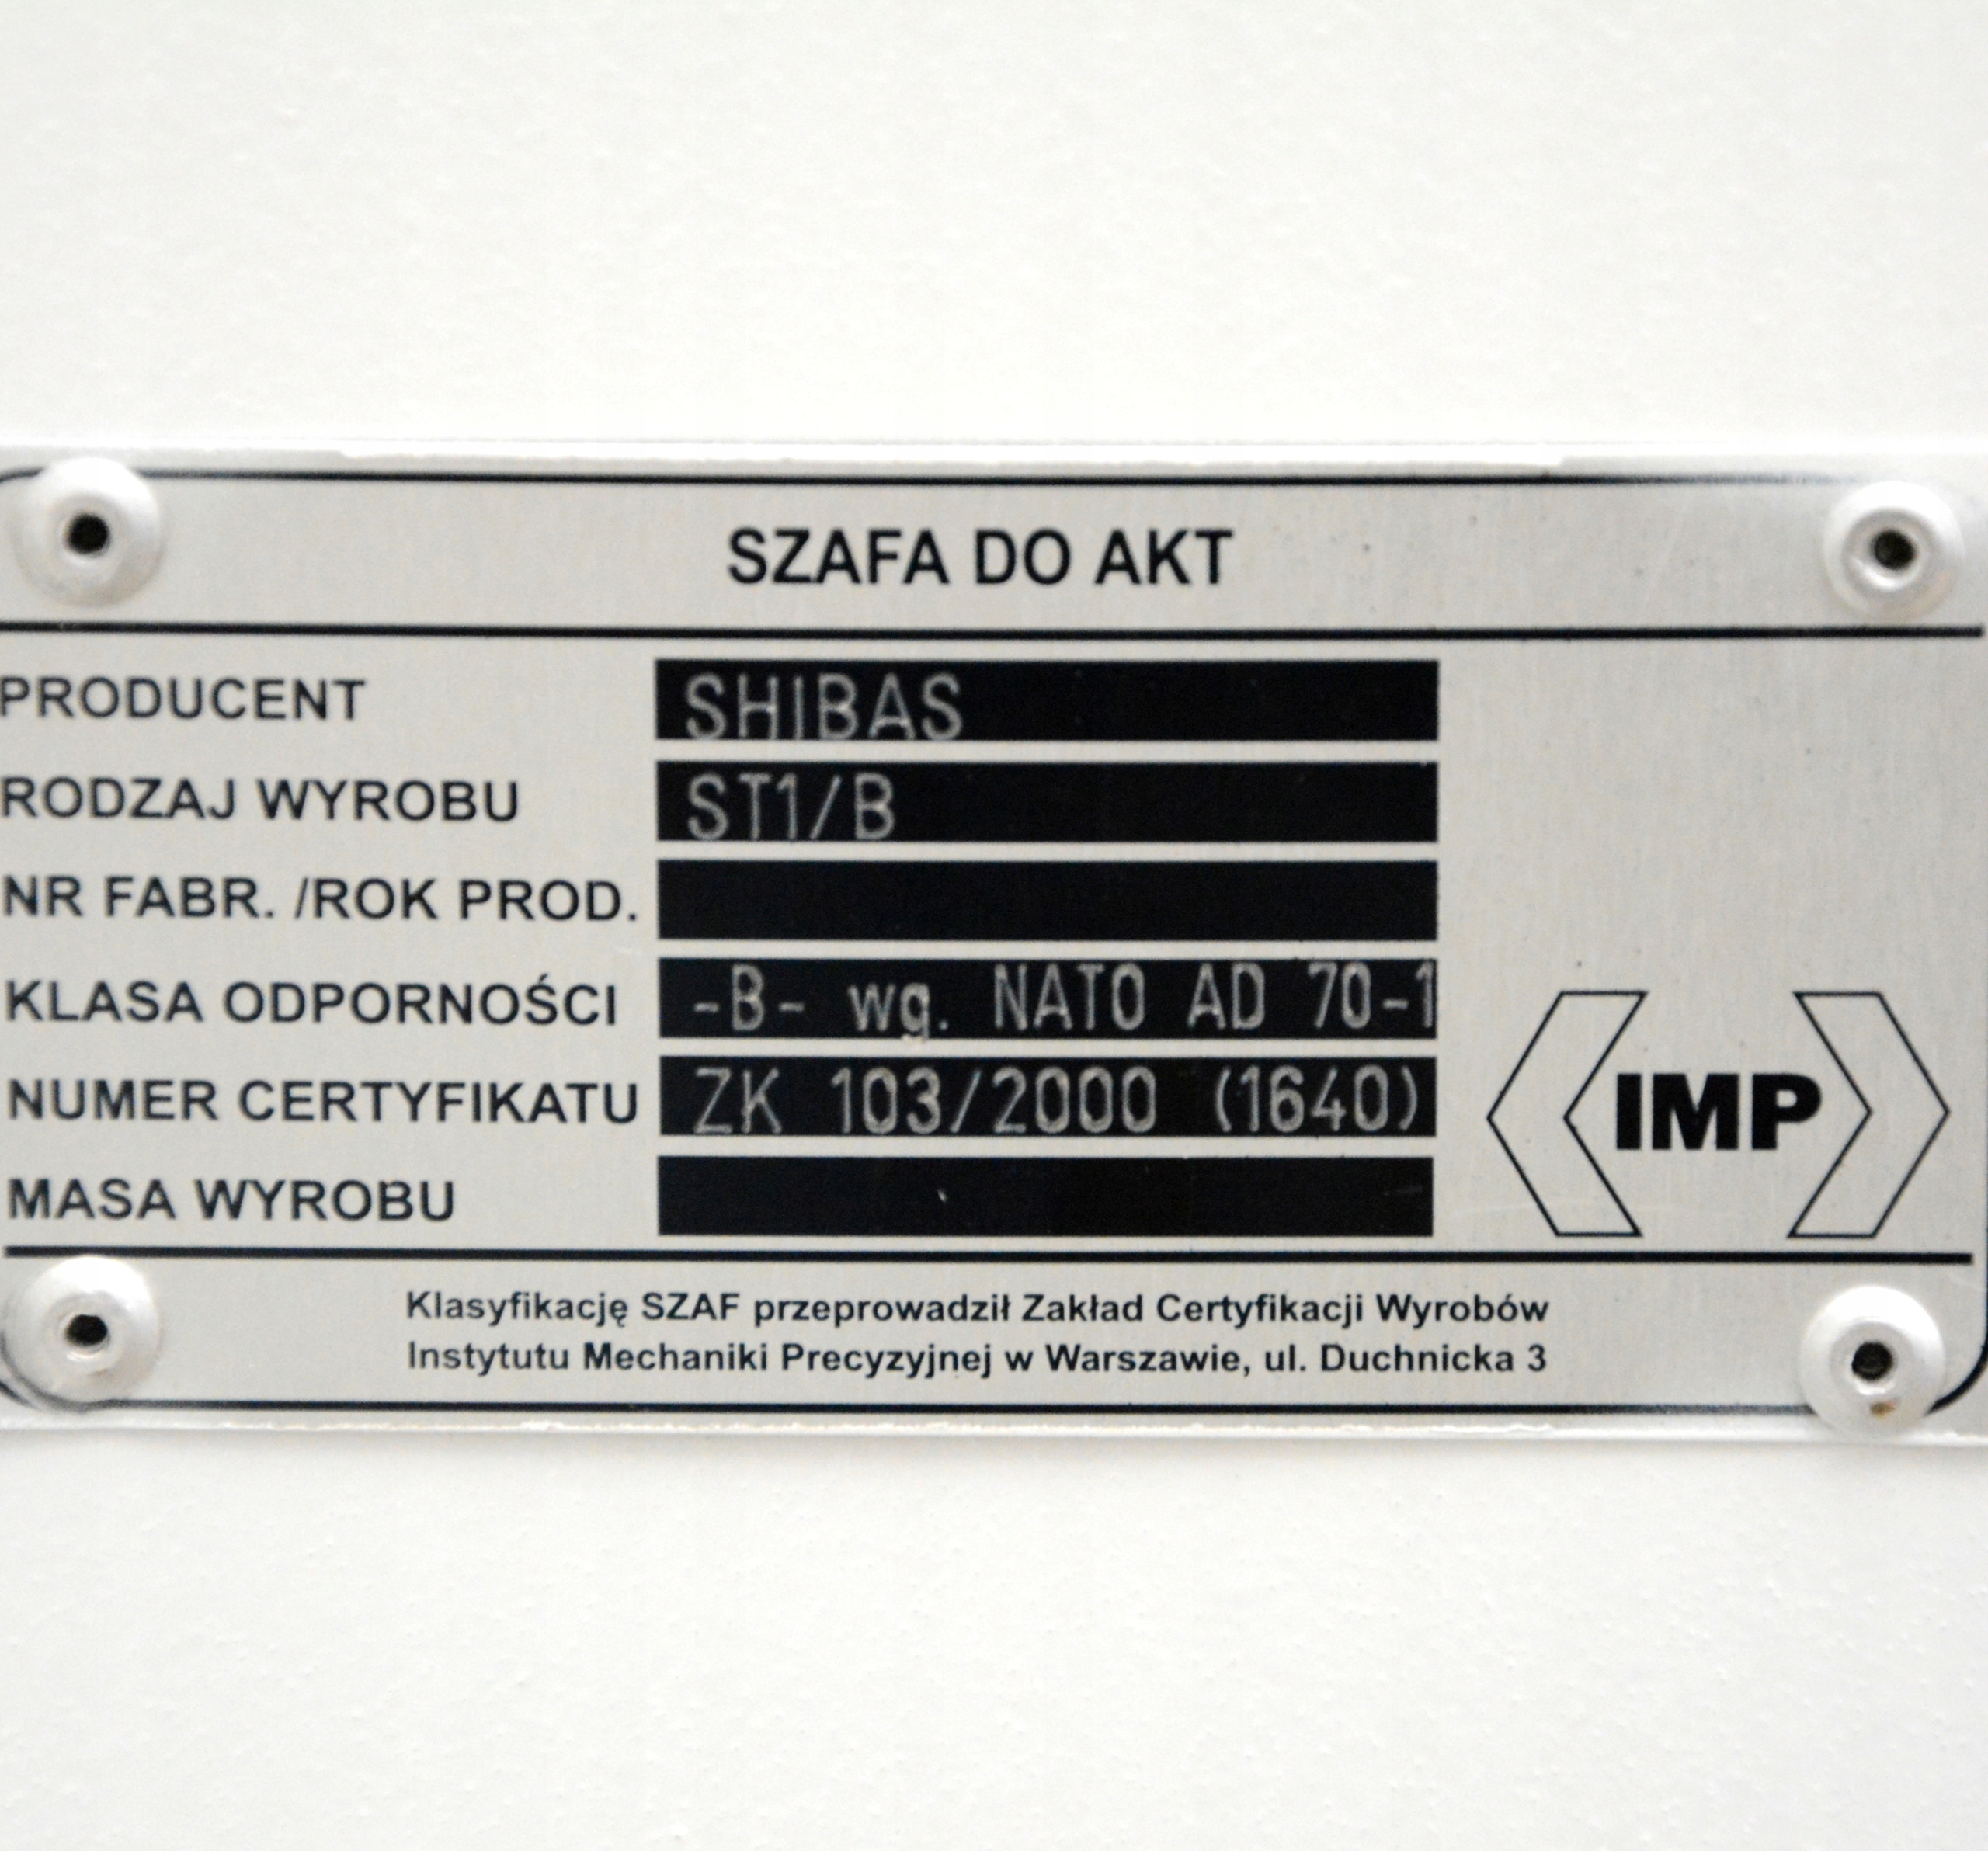 SZAFA DO AKT
PRODUCENT SHIBAS
RODZAJ WYROBU ST1/B
NR FABR. /ROK PROD.
KLASA ODPORNOŚCI -B- wg. NATO AD 70-1
NUMER CERTYFIKATU ZK 103/2000 (1640)
MASA WYROBU
IMP
Klasyfikację SZAF przeprowadził Zakład Certyfikacji Wyrobów
Instytutu Mechaniki Precyzyjnej w Warszawie, ul. Duchnicka 3